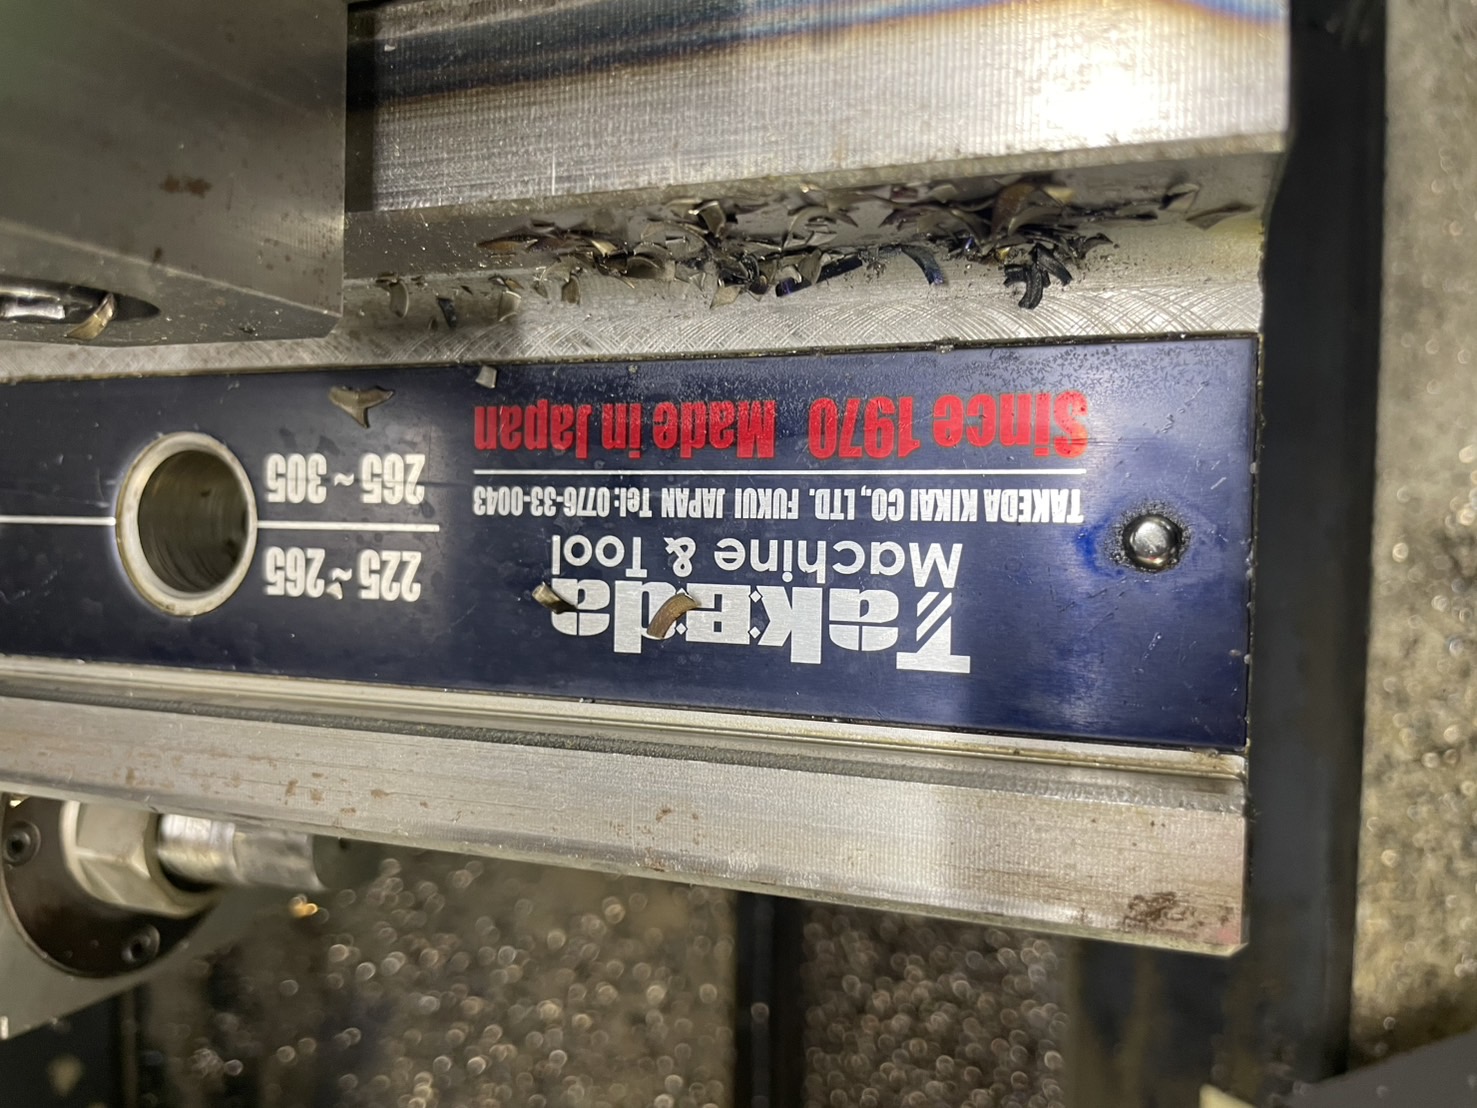 Takeda
Machine & Tool
TAKEDA KIKAI CO., LTD. FUKUI JAPAN Tel: 0776-33-0043
Since 1970 Made in Japan
225~265
265~305